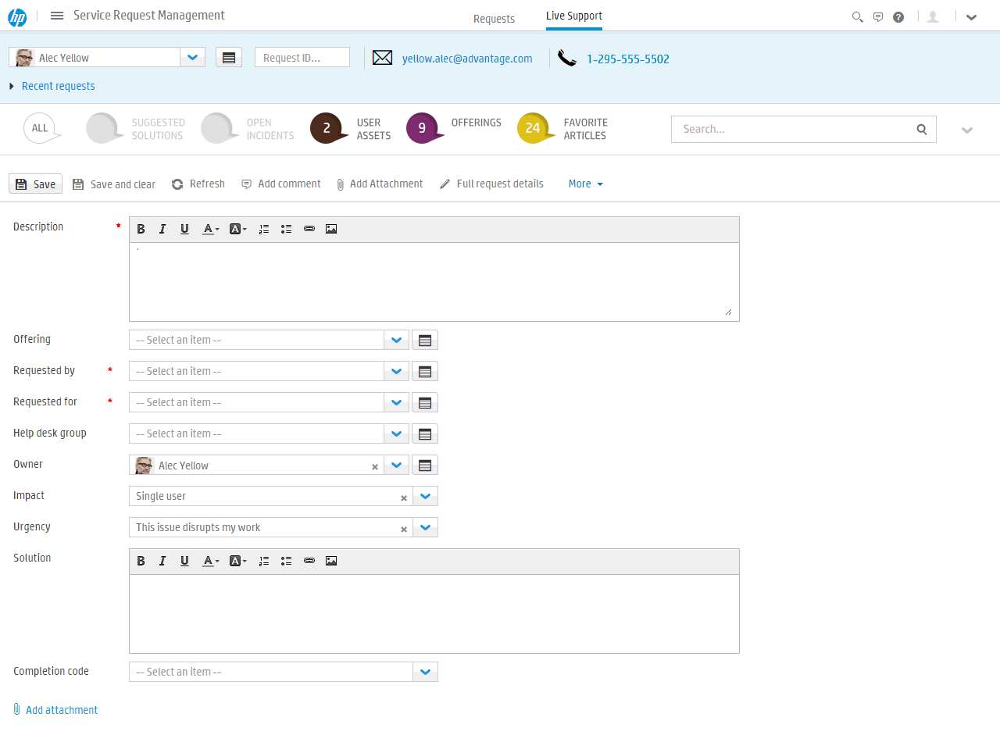 hp Service Request Management Requests Live Support ?
Alec Yellow Request ID... yellow.alec@advantage.com 1-295-555-5502
Recent requests
ALL SUGGESTED SOLUTIONS OPEN INCIDENTS 2 USER ASSETS 9 OFFERINGS 24 FAVORITE ARTICLES Search...
Save Save and clear Refresh Add comment Add Attachment Full request details More
Description * B I U A A
Offering -- Select an item --
Requested by * -- Select an item --
Requested for * -- Select an item --
Help desk group -- Select an item --
Owner Alec Yellow
Impact Single user
Urgency This issue disrupts my work
Solution B I U A A
Completion code -- Select an item --
Add attachment